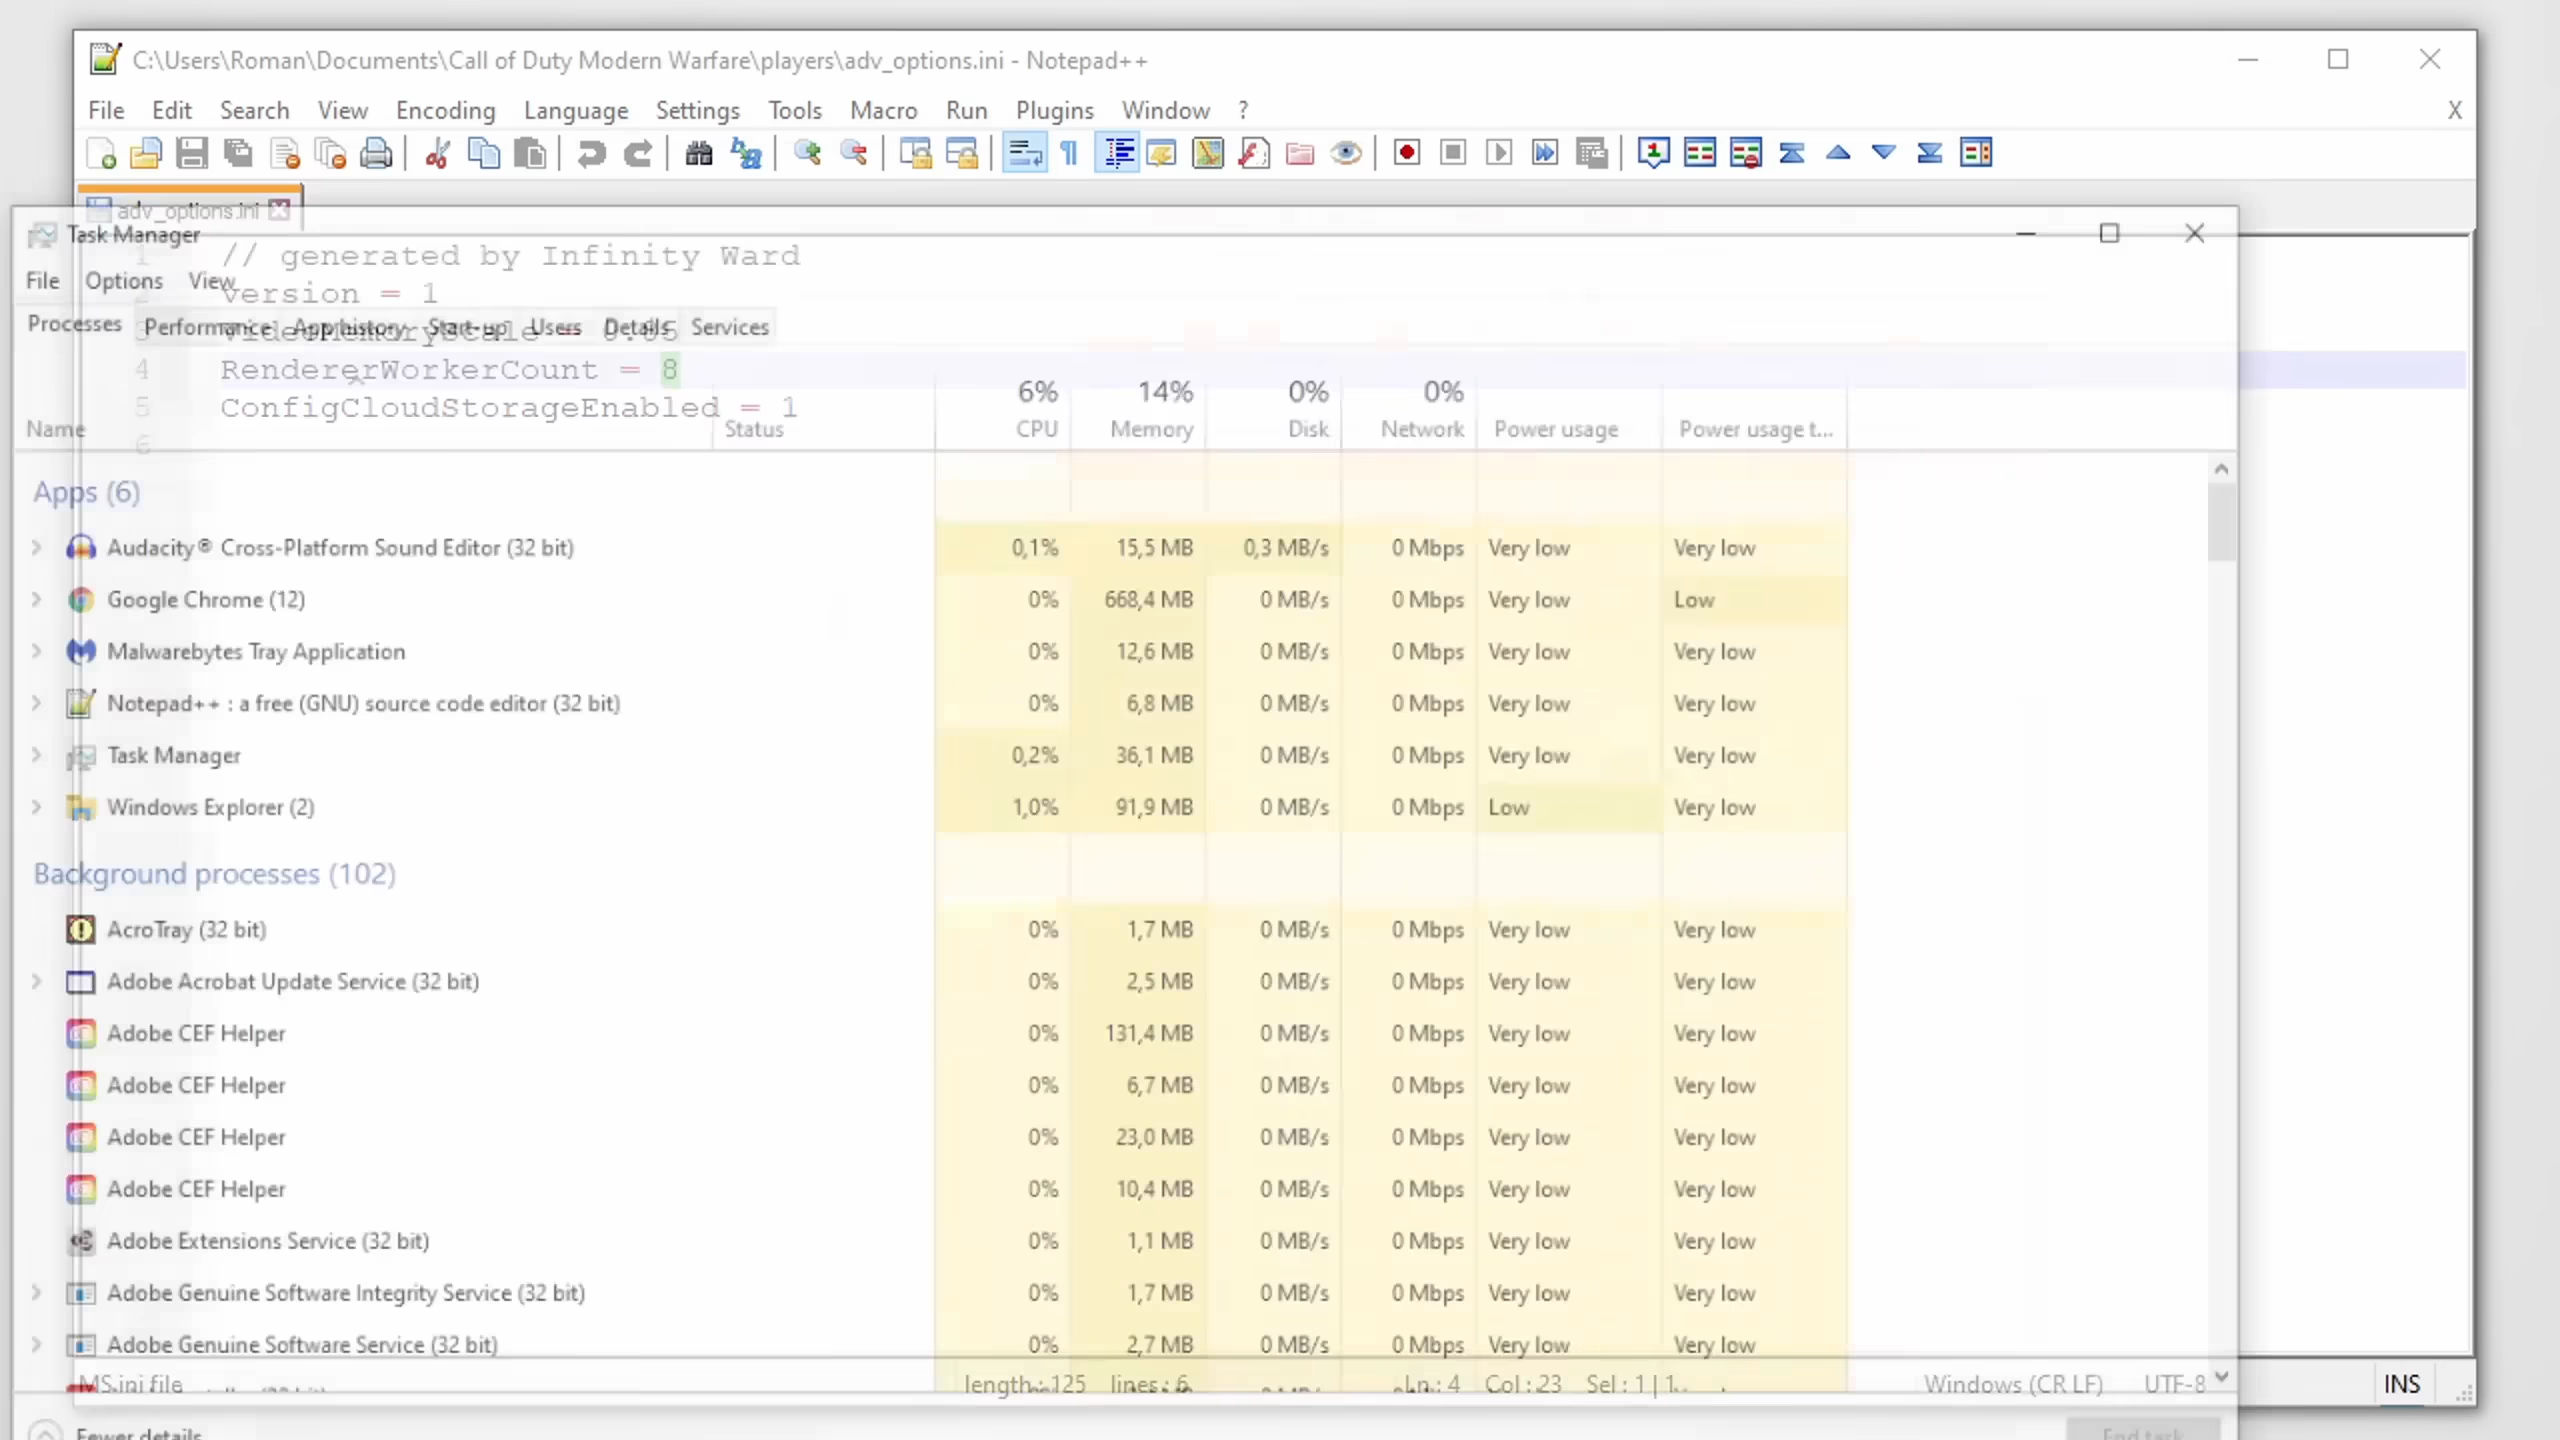 C:\Users\Roman\Documents\Call of Duty Modern Warfare\players\adv_options.ini - Notepad++
File Edit Search View Encoding Language Settings Tools Macro Run Plugins Window ? X
adv_options.ini
Task Manager
1 // generated by Infinity Ward
File Options View
version = 1
Processes Performance App history Start-up Users Details Services
3 VideoMemoryScale = 0.85
4 RendererWorkerCount = 8
5 ConfigCloudStorageEnabled = 1
6
6% 14% 0% 0%
Name Status CPU Memory Disk Network Power usage Power usage t...
Apps (6)
Audacity® Cross-Platform Sound Editor (32 bit) 0,1% 15,5 MB 0,3 MB/s 0 Mbps Very low Very low
Google Chrome (12) 0% 668,4 MB 0 MB/s 0 Mbps Very low Low
Malwarebytes Tray Application 0% 12,6 MB 0 MB/s 0 Mbps Very low Very low
Notepad++ : a free (GNU) source code editor (32 bit) 0% 6,8 MB 0 MB/s 0 Mbps Very low Very low
Task Manager 0,2% 36,1 MB 0 MB/s 0 Mbps Very low Very low
Windows Explorer (2) 1,0% 91,9 MB 0 MB/s 0 Mbps Low Very low
Background processes (102)
AcroTray (32 bit) 0% 1,7 MB 0 MB/s 0 Mbps Very low Very low
Adobe Acrobat Update Service (32 bit) 0% 2,5 MB 0 MB/s 0 Mbps Very low Very low
Adobe CEF Helper 0% 131,4 MB 0 MB/s 0 Mbps Very low Very low
Adobe CEF Helper 0% 6,7 MB 0 MB/s 0 Mbps Very low Very low
Adobe CEF Helper 0% 23,0 MB 0 MB/s 0 Mbps Very low Very low
Adobe CEF Helper 0% 10,4 MB 0 MB/s 0 Mbps Very low Very low
Adobe Extensions Service (32 bit) 0% 1,1 MB 0 MB/s 0 Mbps Very low Very low
Adobe Genuine Software Integrity Service (32 bit) 0% 1,7 MB 0 MB/s 0 Mbps Very low Very low
Adobe Genuine Software Service (32 bit) 0% 2,7 MB 0 MB/s 0 Mbps Very low Very low
MS ini file length : 125 lines : 6 Ln : 4 Col : 23 Sel : 1 | 1 Windows (CR LF) UTF-8 INS
Fewer details End task